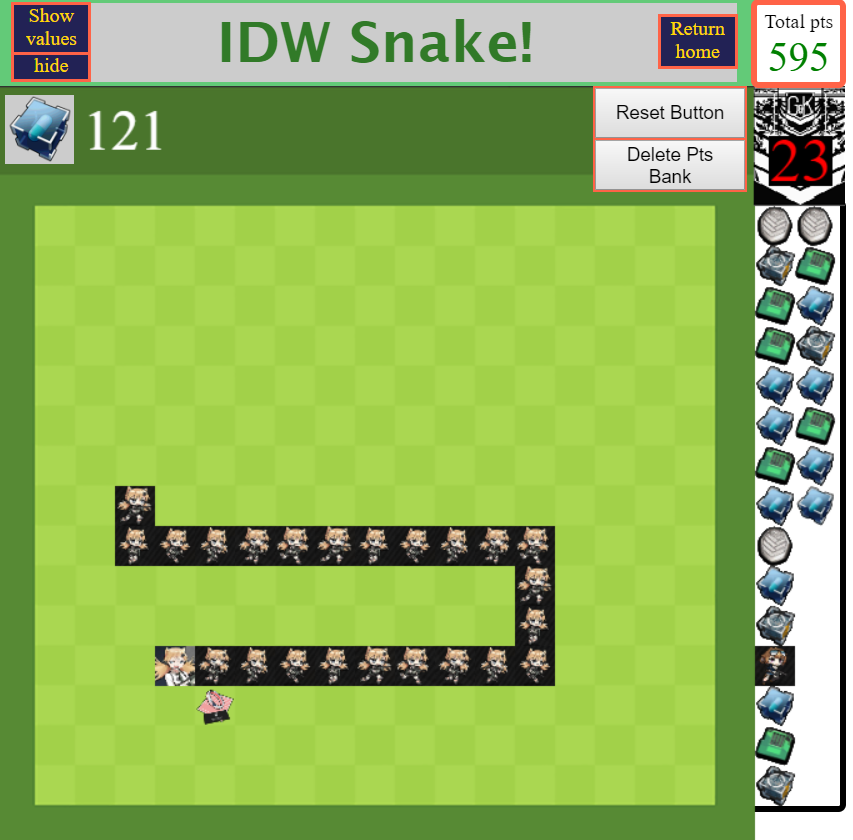 Show
values
hide
IDW Snake!
Return
home
Total pts
595
121
Reset Button
Delete Pts
Bank
G&K
23